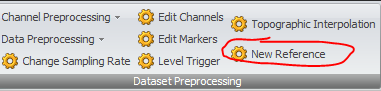 Channel Preprocessing
Edit Channels
Topographic Interpolation
Data Preprocessing
Edit Markers
New Reference
Change Sampling Rate
Level Trigger
Dataset Preprocessing